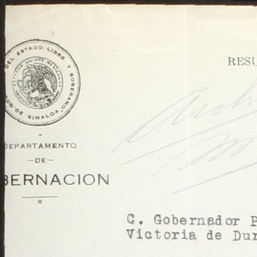 DEL ESTADO LIBRE Y SOBERANO
DE SINALOA
RESU
DEPARTAMENTO
-DE-
BERNACION
C. Gobernador P
Victoria de Dur